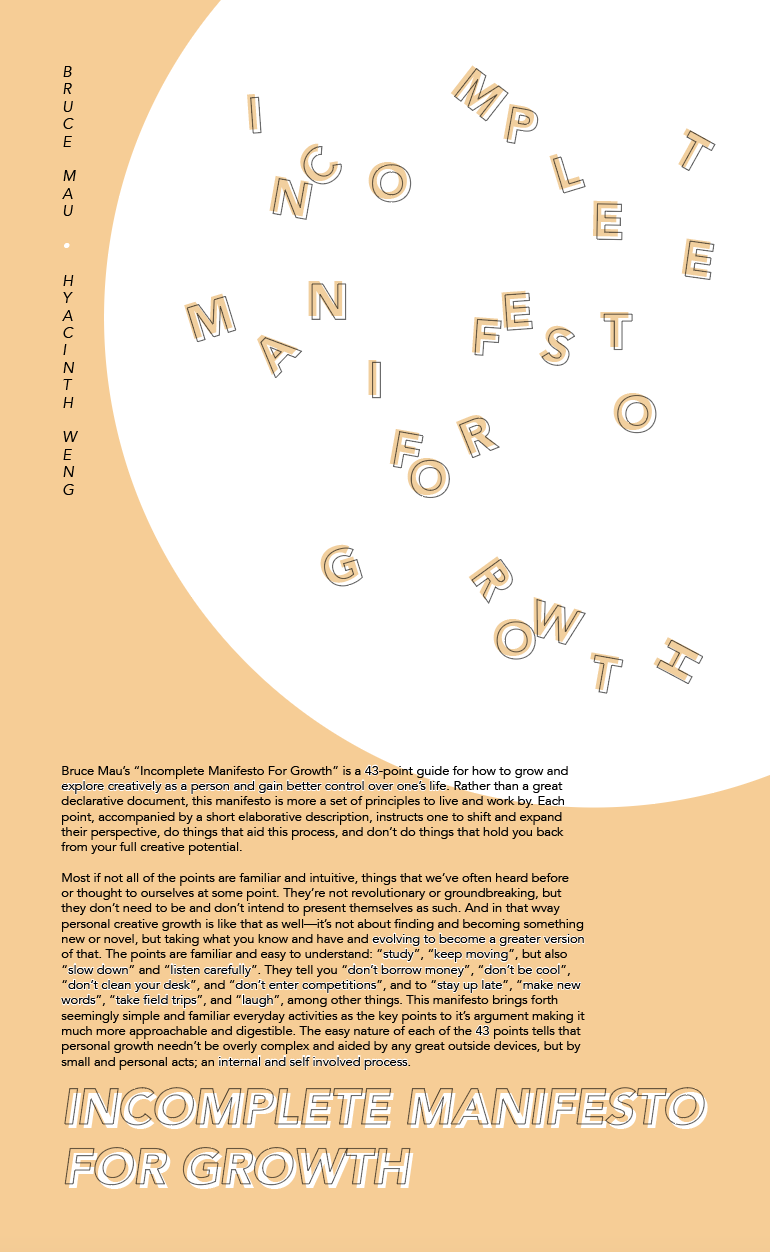 BRUCE MAU • HYACINTH WENG
INCOMPLETE
MANIFESTO
FOR
GROWTH
Bruce Mau's “Incomplete Manifesto For Growth” is a 43-point guide for how to grow and
explore creatively as a person and gain better control over one's life. Rather than a great
declarative document, this manifesto is more a set of principles to live and work by. Each
point, accompanied by a short elaborative description, instructs one to shift and expand
their perspective, do things that aid this process, and don't do things that hold you back
from your full creative potential.
Most if not all of the points are familiar and intuitive, things that we've often heard before
or thought to ourselves at some point. They're not revolutionary or groundbreaking, but
they don't need to be and don't intend to present themselves as such. And in that wvay
personal creative growth is like that as well—it's not about finding and becoming something
new or novel, but taking what you know and have and evolving to become a greater version
of that. The points are familiar and easy to understand: “study”, “keep moving”, but also
“slow down” and “listen carefully”. They tell you “don't borrow money”, “don't be cool”,
“don't clean your desk”, and “don't enter competitions”, and to “stay up late”, “make new
words”, “take field trips”, and “laugh”, among other things. This manifesto brings forth
seemingly simple and familiar everyday activities as the key points to it's argument making it
much more approachable and digestible. The easy nature of each of the 43 points tells that
personal growth needn't be overly complex and aided by any great outside devices, but by
small and personal acts; an internal and self involved process.
INCOMPLETE MANIFESTO
FOR GROWTH